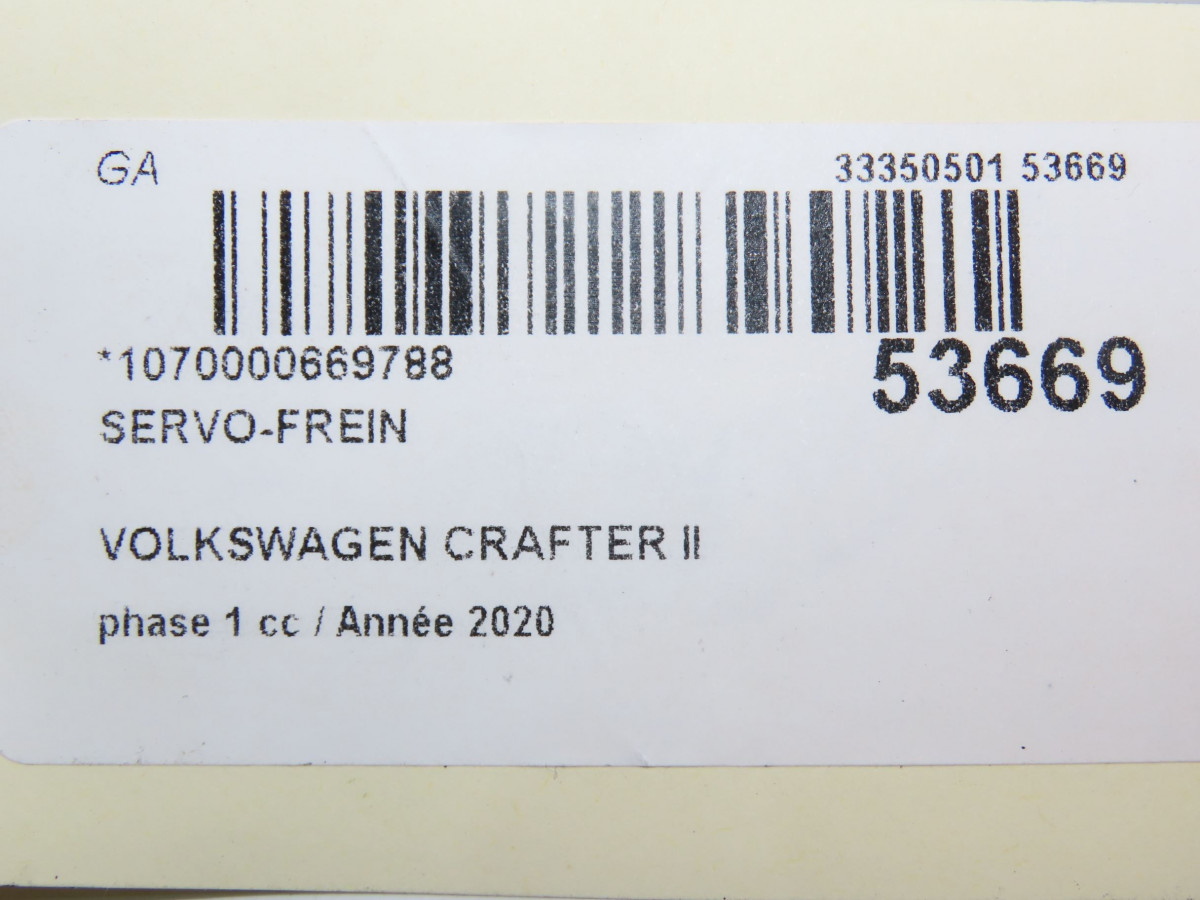 GA
33350501 53669
*1070000669788
53669
SERVO-FREIN
VOLKSWAGEN CRAFTER II
phase 1 cc / Année 2020